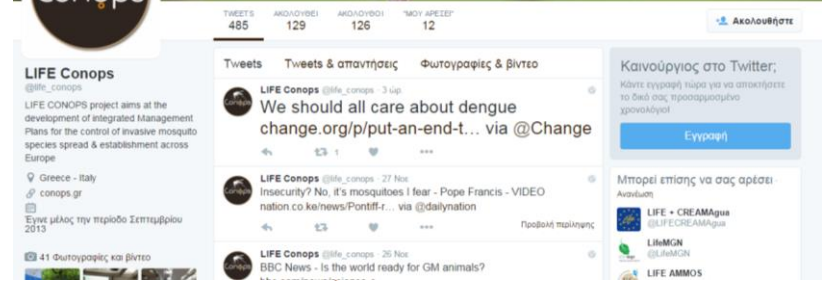 Conops
TWEETS ΑΚΟΛΟΥΘΕΙ ΑΚΟΛΟΥΘΟΙ "ΜΟΥ ΑΡΕΣΕΙ"
485 129 126 12
Ακολουθήστε
LIFE Conops
@life_conops
LIFE CONOPS project aims at the
development of integrated Management
Plans for the control of invasive mosquito
species spread & establishment across
Europe
Greece - Italy
conops.gr
Έγινε μέλος την περίοδο Σεπτεμβρίου
2013
41 Φωτογραφίες και βίντεο
Tweets Tweets & απαντήσεις Φωτογραφίες & βίντεο
LIFE Conops @life_conops · 3 ώρ.
We should all care about dengue
change.org/p/put-an-end-t… via @Change
1
LIFE Conops @life_conops · 27 Νοε
Insecurity? No, it's mosquitoes I fear - Pope Francis - VIDEO
nation.co.ke/news/Pontiff-r… via @dailynation
Προβολή περίληψης
LIFE Conops @life_conops · 26 Νοε
BBC News - Is the world ready for GM animals?
Καινούργιος στο Twitter;
Κάντε εγγραφή τώρα για να αποκτήσετε
το δικό σας προσαρμοσμένο
χρονολόγιο!
Εγγραφή
Μπορεί επίσης να σας αρέσει ·
Ανανέωση
LIFE + CREAMAgua
@LIFECREAMAgua
LifeMGN
@LifeMGN
LIFE AMMOS